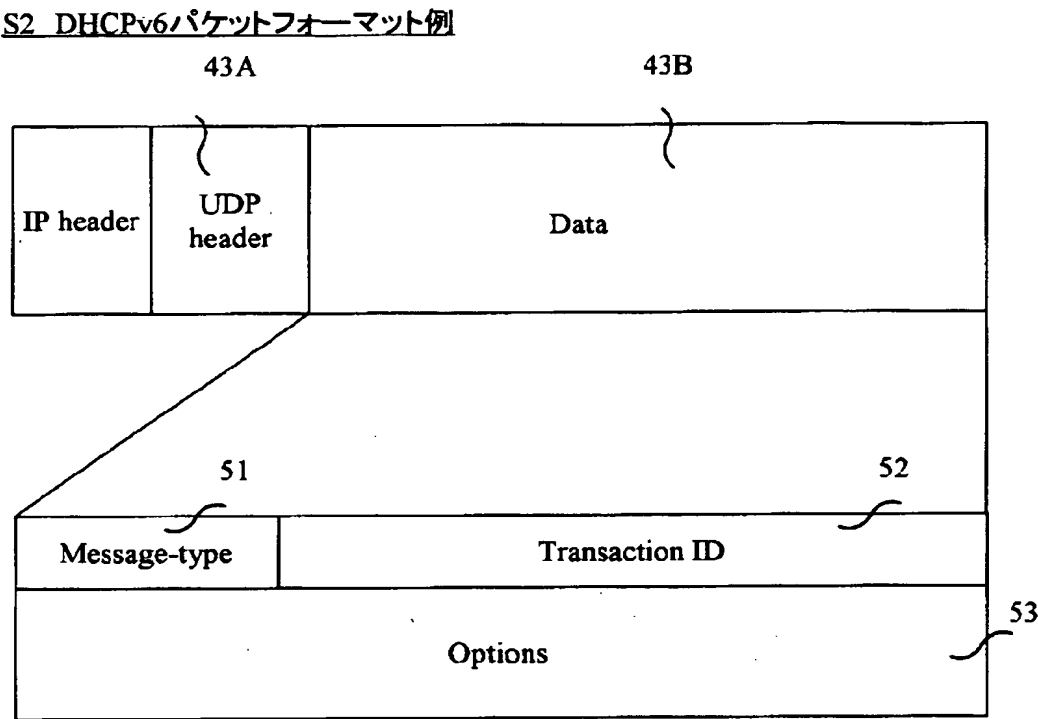 S2 DHCPv6パケットフォーマット例
43A
43B
IP header
UDP
header
Data
51
52
Message-type
Transaction ID
53
Options